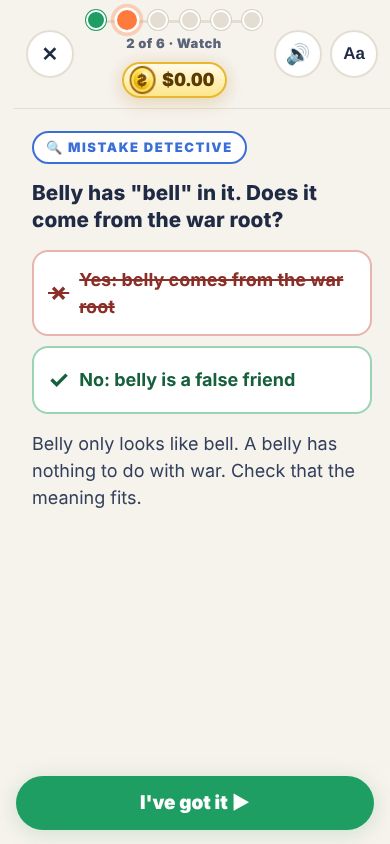 2 of 6 · Watch
$0.00
Aa
MISTAKE DETECTIVE
Belly has "bell" in it. Does it
come from the war root?
Yes: belly comes from the war
root
No: belly is a false friend
Belly only looks like bell. A belly has
nothing to do with war. Check that the
meaning fits.
I've got it ▶